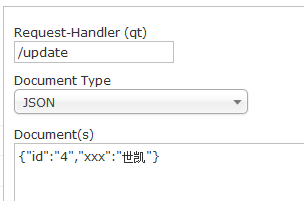 Request-Handler (qt)
/update
Document Type
JSON
Document(s)
{"id":"4","xxx":"世凯"}